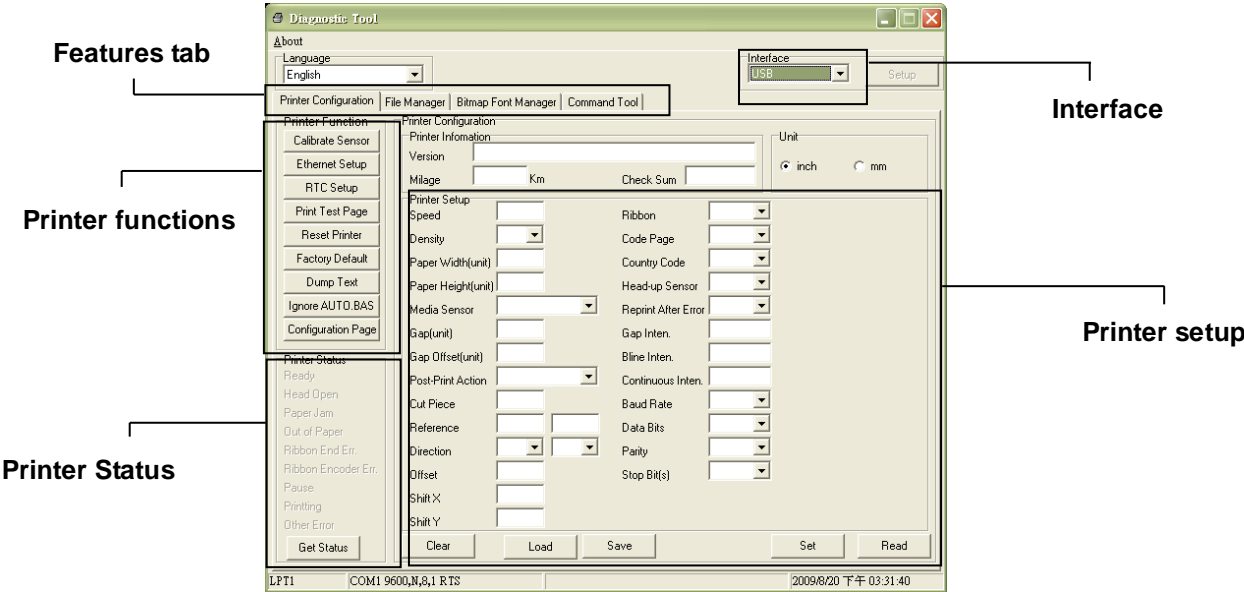 Diagnostic Tool
About
Features tab
Language
English
Interface
USB
Setup
Interface
Printer Configuration File Manager Bitmap Font Manager Command Tool
Printer Function
Calibrate Sensor
Ethernet Setup
RTC Setup
Print Test Page
Reset Printer
Factory Default
Dump Text
Ignore AUTO.BAS
Configuration Page
Printer functions
Printer Configuration
Printer Infomation
Version
Milage Km Check Sum
Unit
inch mm
Printer Setup
Speed Ribbon
Density Code Page
Paper Width(unit) Country Code
Paper Height(unit) Head-up Sensor
Media Sensor Reprint After Error
Gap(unit) Gap Inten.
Gap Offset(unit) Bline Inten.
Post-Print Action Continuous Inten.
Cut Piece Baud Rate
Reference Data Bits
Direction Parity
Offset Stop Bit(s)
Shift X
Shift Y
Clear Load Save Set Read
Printer setup
Printer Status
Ready
Head Open
Paper Jam
Out of Paper
Ribbon End Err.
Ribbon Encoder Err.
Pause
Printting
Other Error
Get Status
Printer Status
LPT1 COM1 9600,N,8,1 RTS 2009/8/20 下午 03:31:40